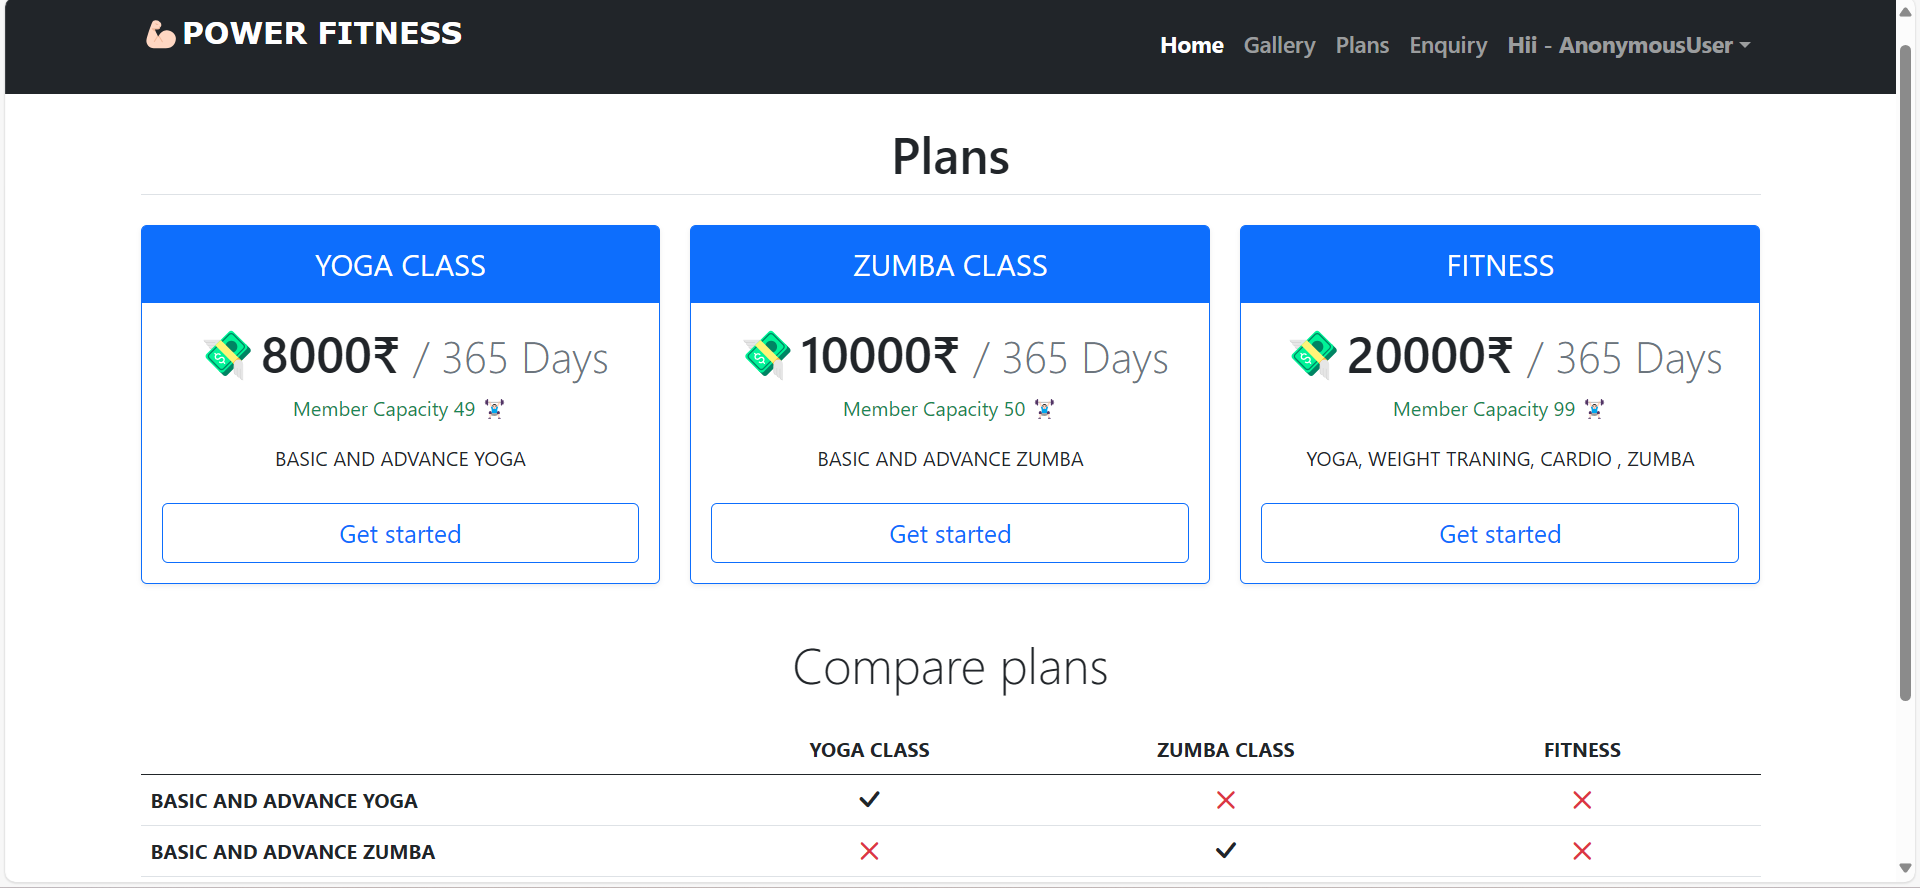 POWER FITNESS
Home Gallery Plans Enquiry Hii - AnonymousUser
Plans
YOGA CLASS
8000₹ / 365 Days
Member Capacity 49
BASIC AND ADVANCE YOGA
Get started
ZUMBA CLASS
10000₹ / 365 Days
Member Capacity 50
BASIC AND ADVANCE ZUMBA
Get started
FITNESS
20000₹ / 365 Days
Member Capacity 99
YOGA, WEIGHT TRANING, CARDIO , ZUMBA
Get started
Compare plans
YOGA CLASS ZUMBA CLASS FITNESS
BASIC AND ADVANCE YOGA
BASIC AND ADVANCE ZUMBA